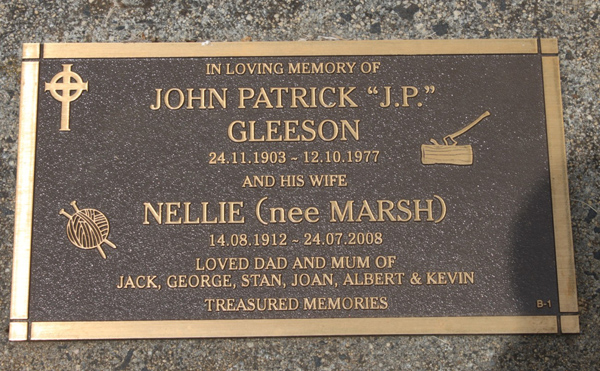 IN LOVING MEMORY OF
JOHN PATRICK “J.P.”
GLEESON
24.11.1903 ~ 12.10.1977
AND HIS WIFE
NELLIE (nee MARSH)
14.08.1912 ~ 24.07.2008
LOVED DAD AND MUM OF
JACK, GEORGE, STAN, JOAN, ALBERT & KEVIN
TREASURED MEMORIES
B-1